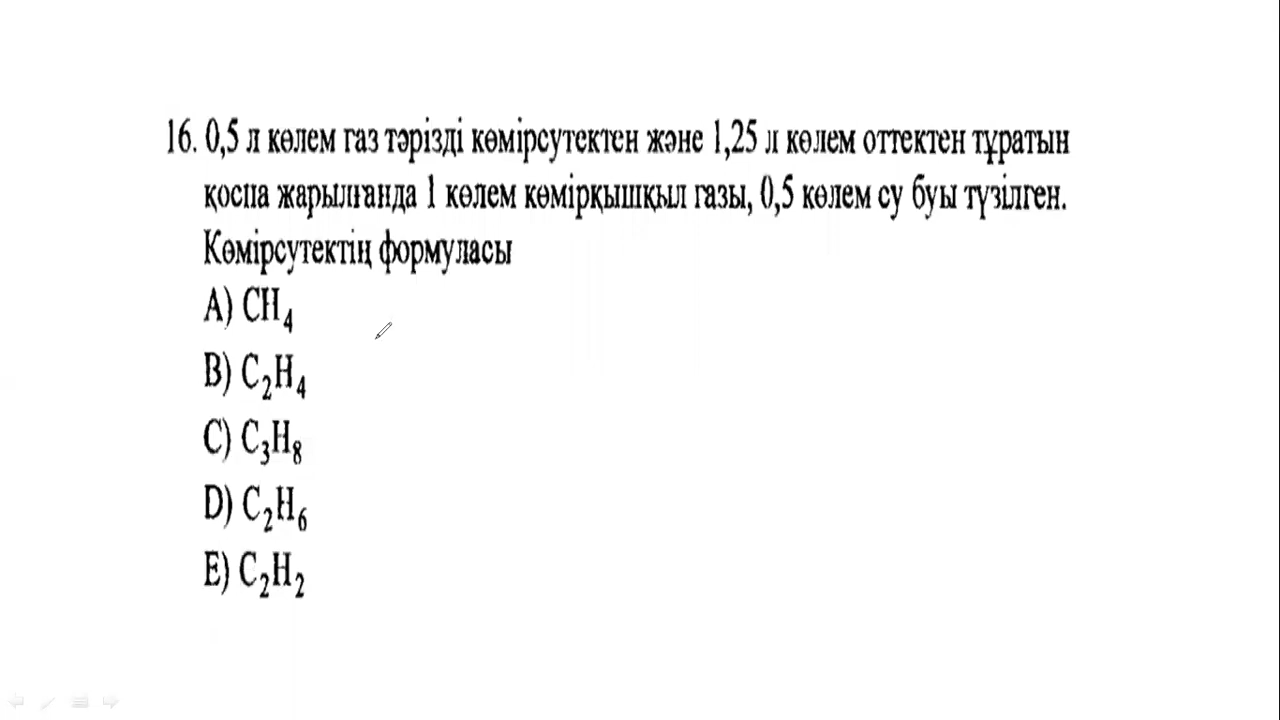 16. 0,5 л көлем газ тәрізді көмірсутектен және 1,25 л көлем оттектен тұратын
қоспа жарылғанда 1 көлем көмірқышқыл газы, 0,5 көлем су буы түзілген.
Көмірсутектің формуласы
A) CH₄
B) C₂H₄
C) C₃H₈
D) C₂H₆
E) C₂H₂